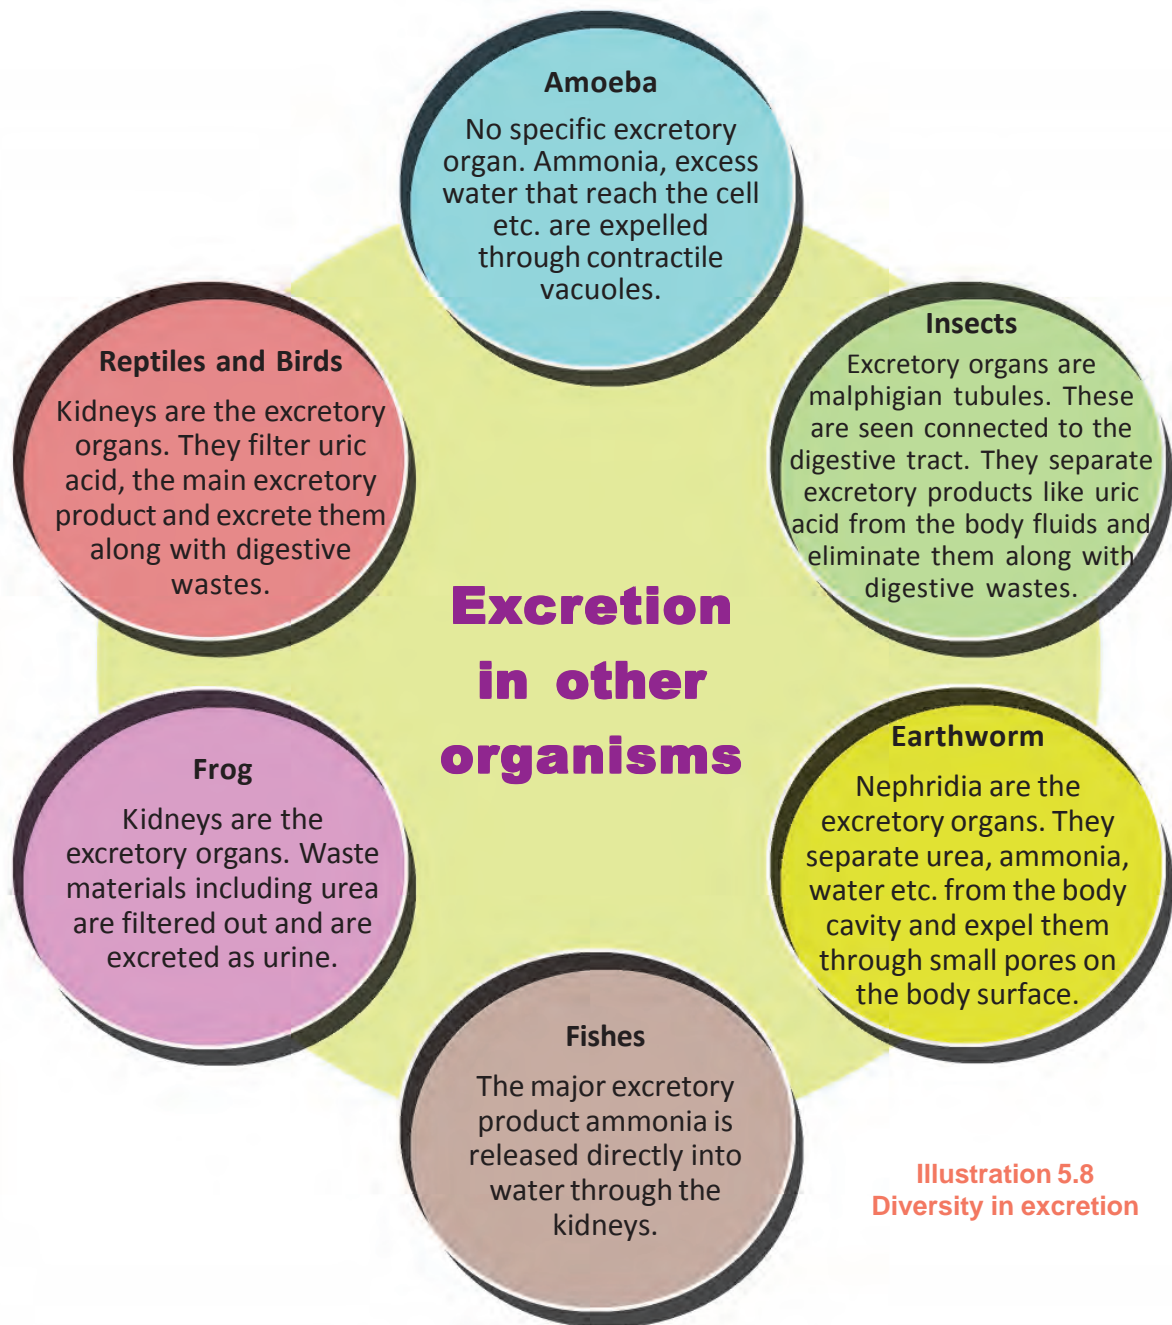 Amoeba
No specific excretory
organ. Ammonia, excess
water that reach the cell
etc. are expelled
through contractile
vacuoles.
Insects
Excretory organs are
malphigian tubules. These
are seen connected to the
digestive tract. They separate
excretory products like uric
acid from the body fluids and
eliminate them along with
digestive wastes.
Earthworm
Nephridia are the
excretory organs. They
separate urea, ammonia,
water etc. from the body
cavity and expel them
through small pores on
the body surface.
Fishes
The major excretory
product ammonia is
released directly into
water through the
kidneys.
Frog
Kidneys are the
excretory organs. Waste
materials including urea
are filtered out and are
excreted as urine.
Reptiles and Birds
Kidneys are the excretory
organs. They filter uric
acid, the main excretory
product and excrete them
along with digestive
wastes.
Excretion
in other
organisms
Illustration 5.8
Diversity in excretion